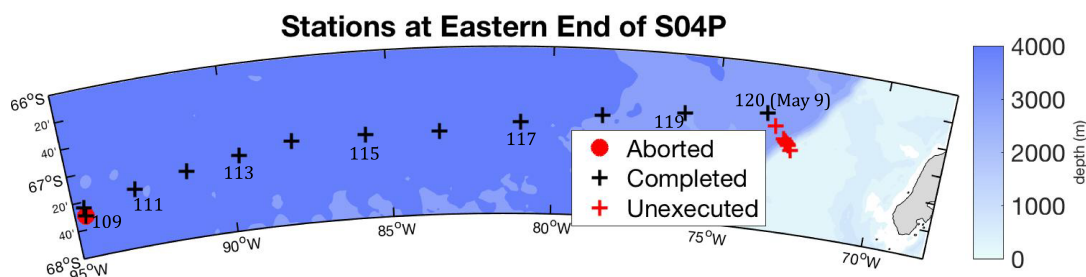 Stations at Eastern End of S04P
66°S
20'
40'
67°S
20'
40'
68°S
95°W
90°W
85°W
80°W
75°W
70°W
109
111
113
115
117
119
120 (May 9)
Aborted
Completed
Unexecuted
4000
3000
2000
1000
0
depth (m)